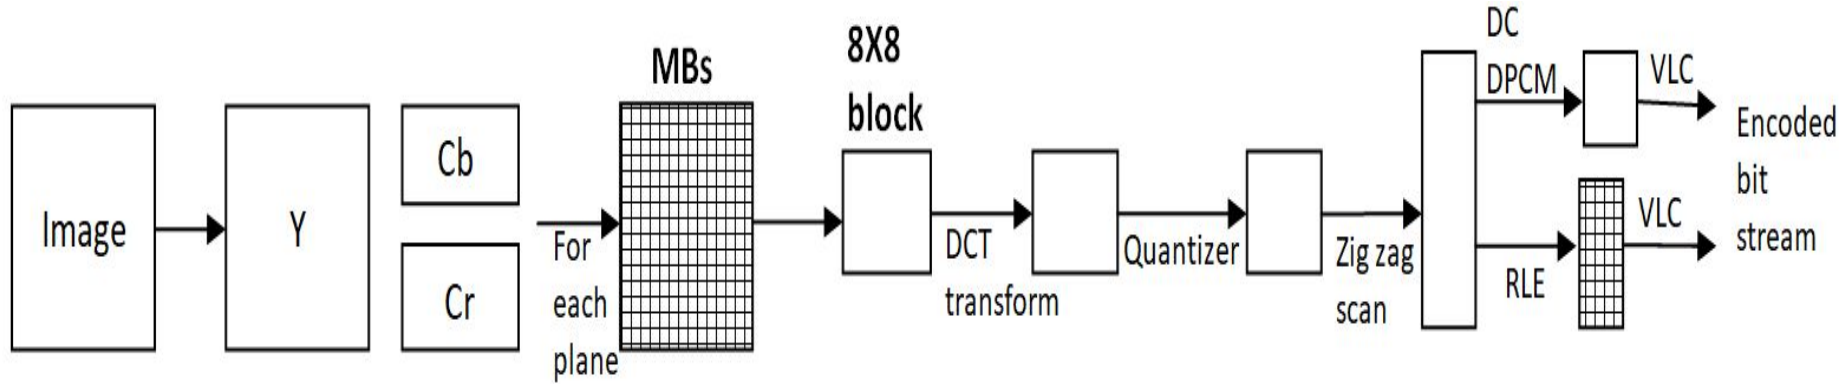 Image
Y
Cb
Cr
For
each
plane
MBs
8X8
block
DCT
transform
Quantizer
Zig zag
scan
DC
DPCM
RLE
VLC
VLC
Encoded
bit
stream